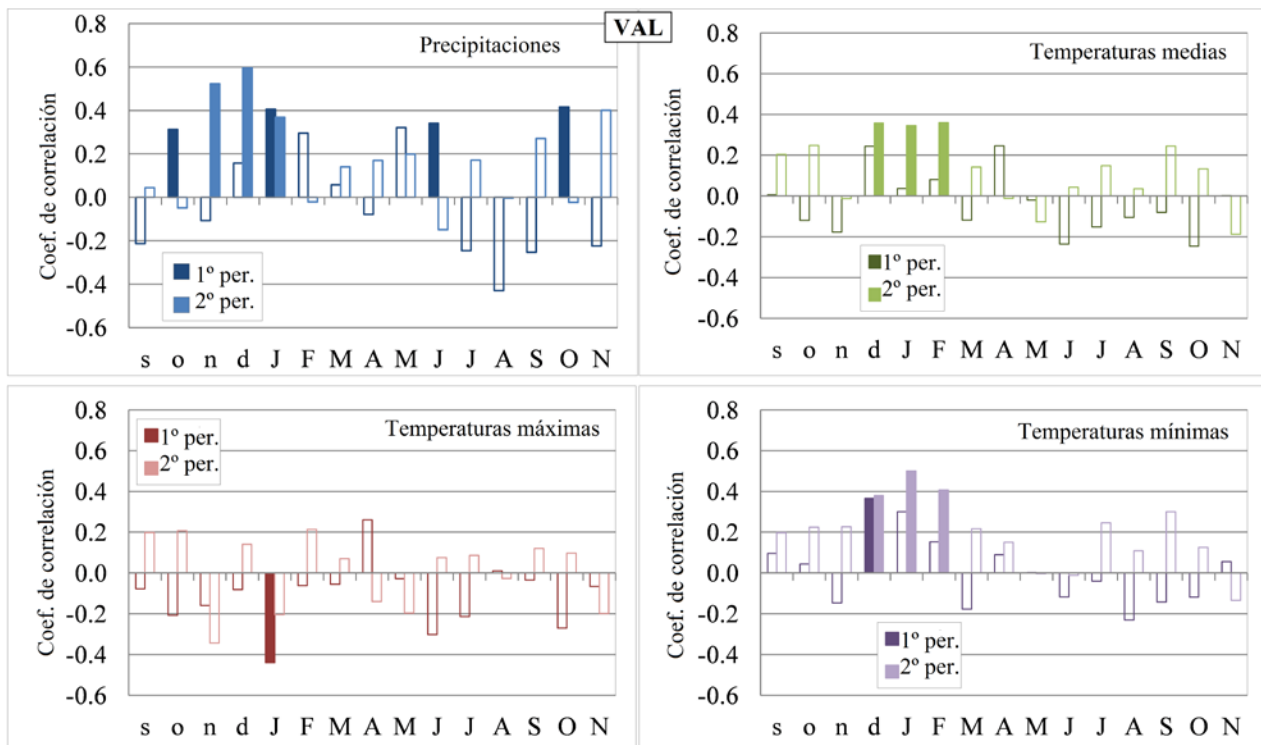 VAL
Precipitaciones
Coef. de correlación
0.8
0.6
0.4
0.2
0.0
-0.2
-0.4
-0.6
1º per.
2º per.
s o n d J F M A M J J A S O N
Temperaturas medias
Coef. de correlación
0.8
0.6
0.4
0.2
0.0
-0.2
-0.4
-0.6
1º per.
2º per.
s o n d J F M A M J J A S O N
Temperaturas máximas
Coef. de correlación
0.8
0.6
0.4
0.2
0.0
-0.2
-0.4
-0.6
1º per.
2º per.
s o n d J F M A M J J A S O N
Temperaturas mínimas
Coef. de correlación
0.8
0.6
0.4
0.2
0.0
-0.2
-0.4
-0.6
1º per.
2º per.
s o n d J F M A M J J A S O N